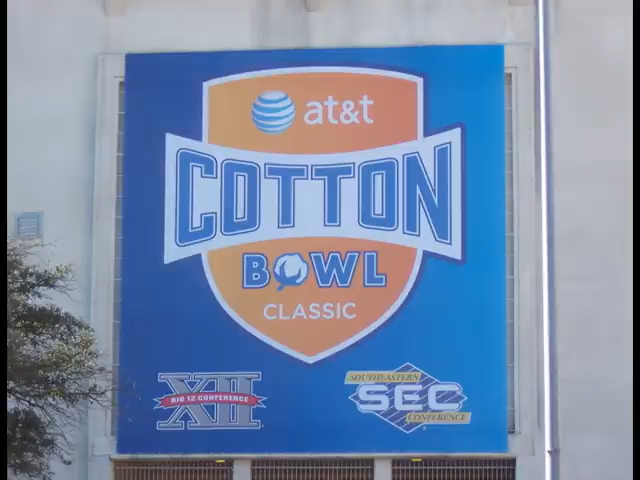 at&t
COTTON
BOWL
CLASSIC
XII
BIG 12 CONFERENCE
SOUTHEASTERN
SEC
CONFERENCE